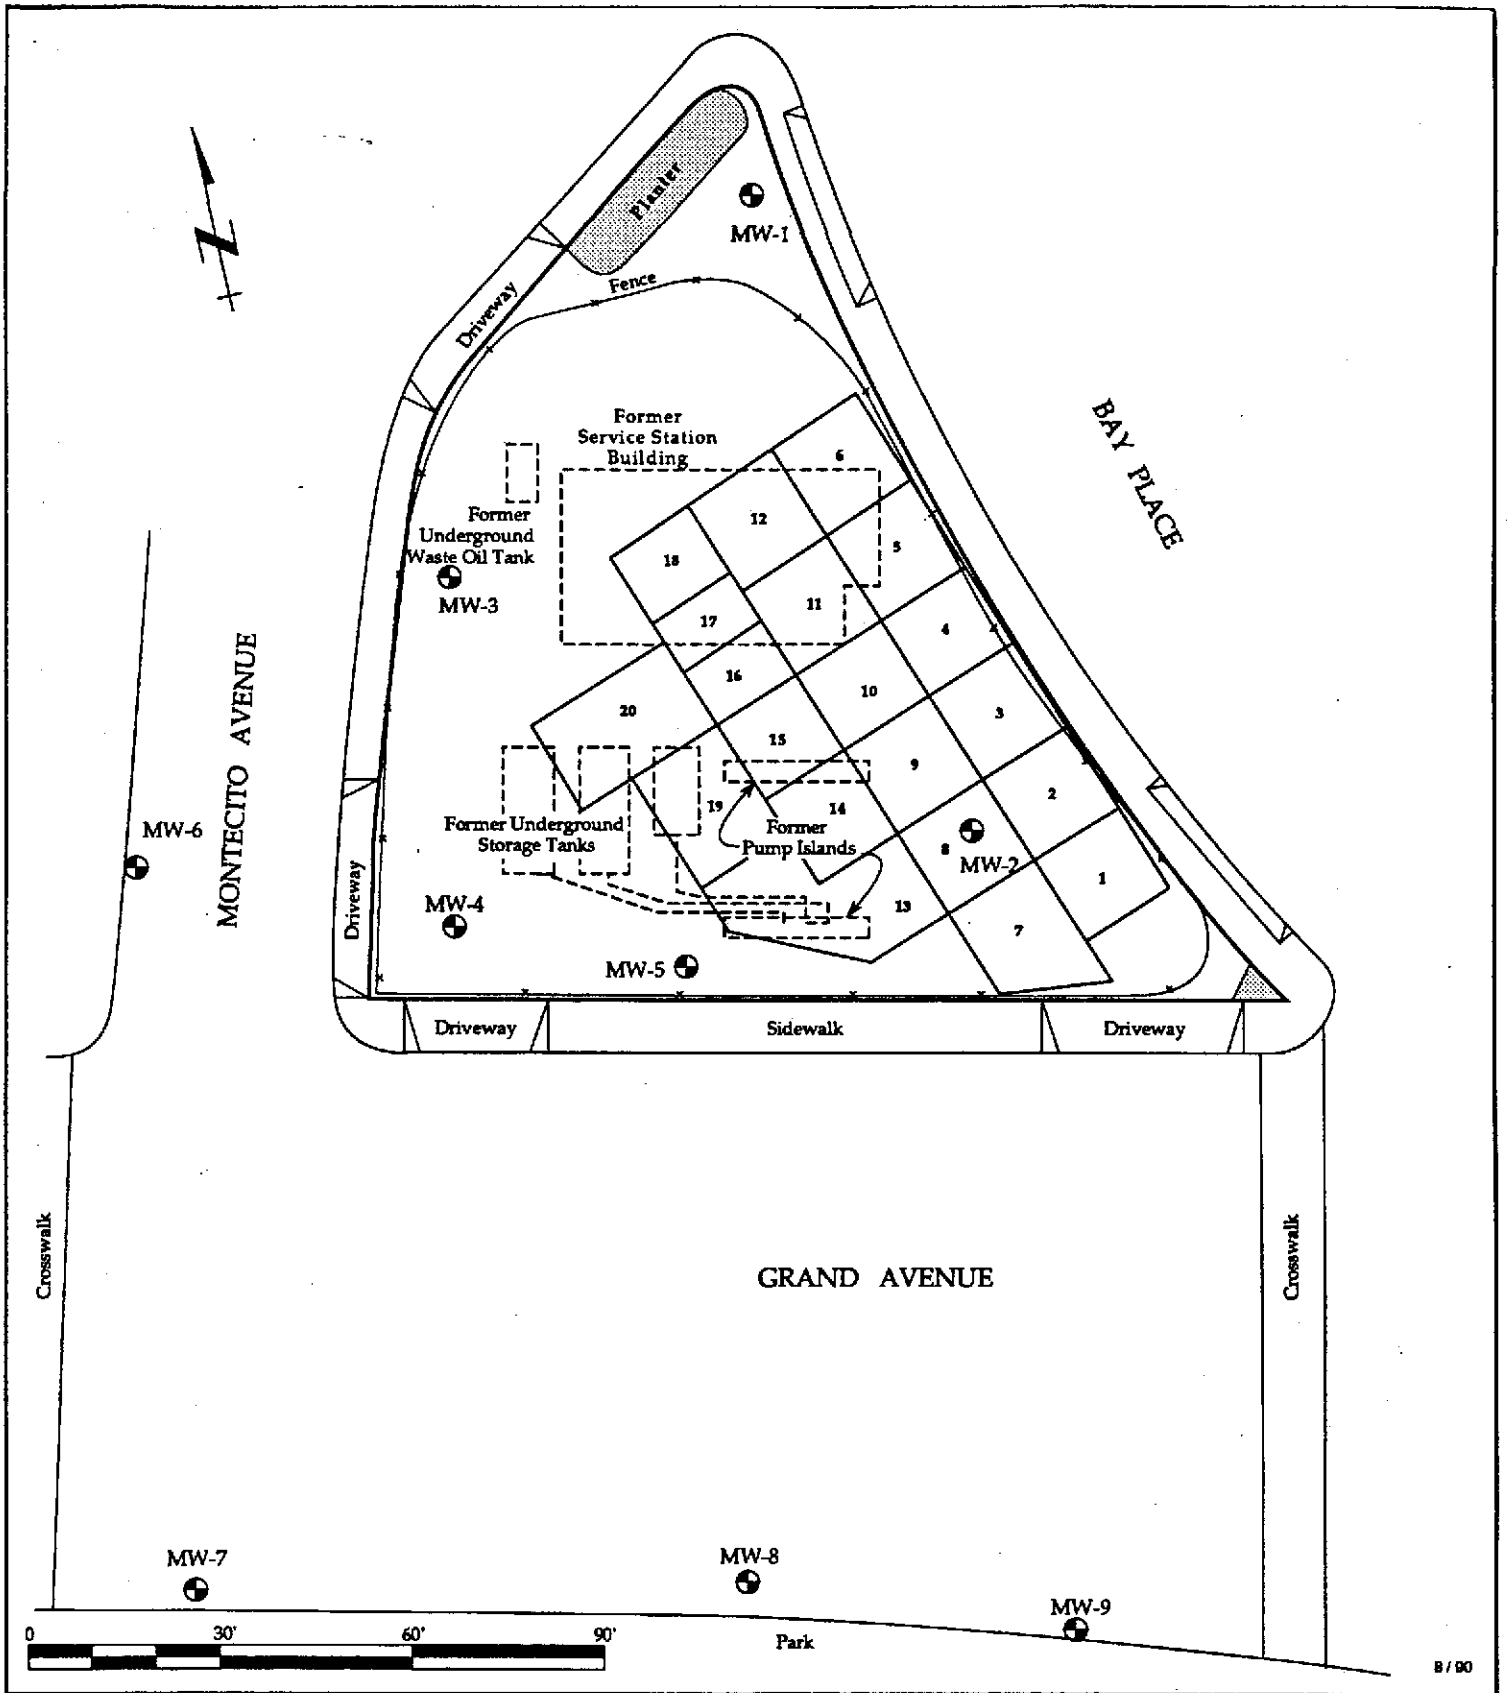 Planter
MW-1
Fence
Driveway
BAY PLACE
Former
Service Station
Building
6
12
Former
Underground
Waste Oil Tank
18
5
MW-3
11
17
4
16
10
20
3
15
9
MONTECITO AVENUE
2
19
14
MW-6
Former Underground
Storage Tanks
Former
Pump Islands
8
MW-2
1
Driveway
MW-4
13
7
MW-5
Driveway
Sidewalk
Driveway
Crosswalk
GRAND AVENUE
Crosswalk
MW-7
MW-8
MW-9
0 30' 60' 90'
Park
8/90
N